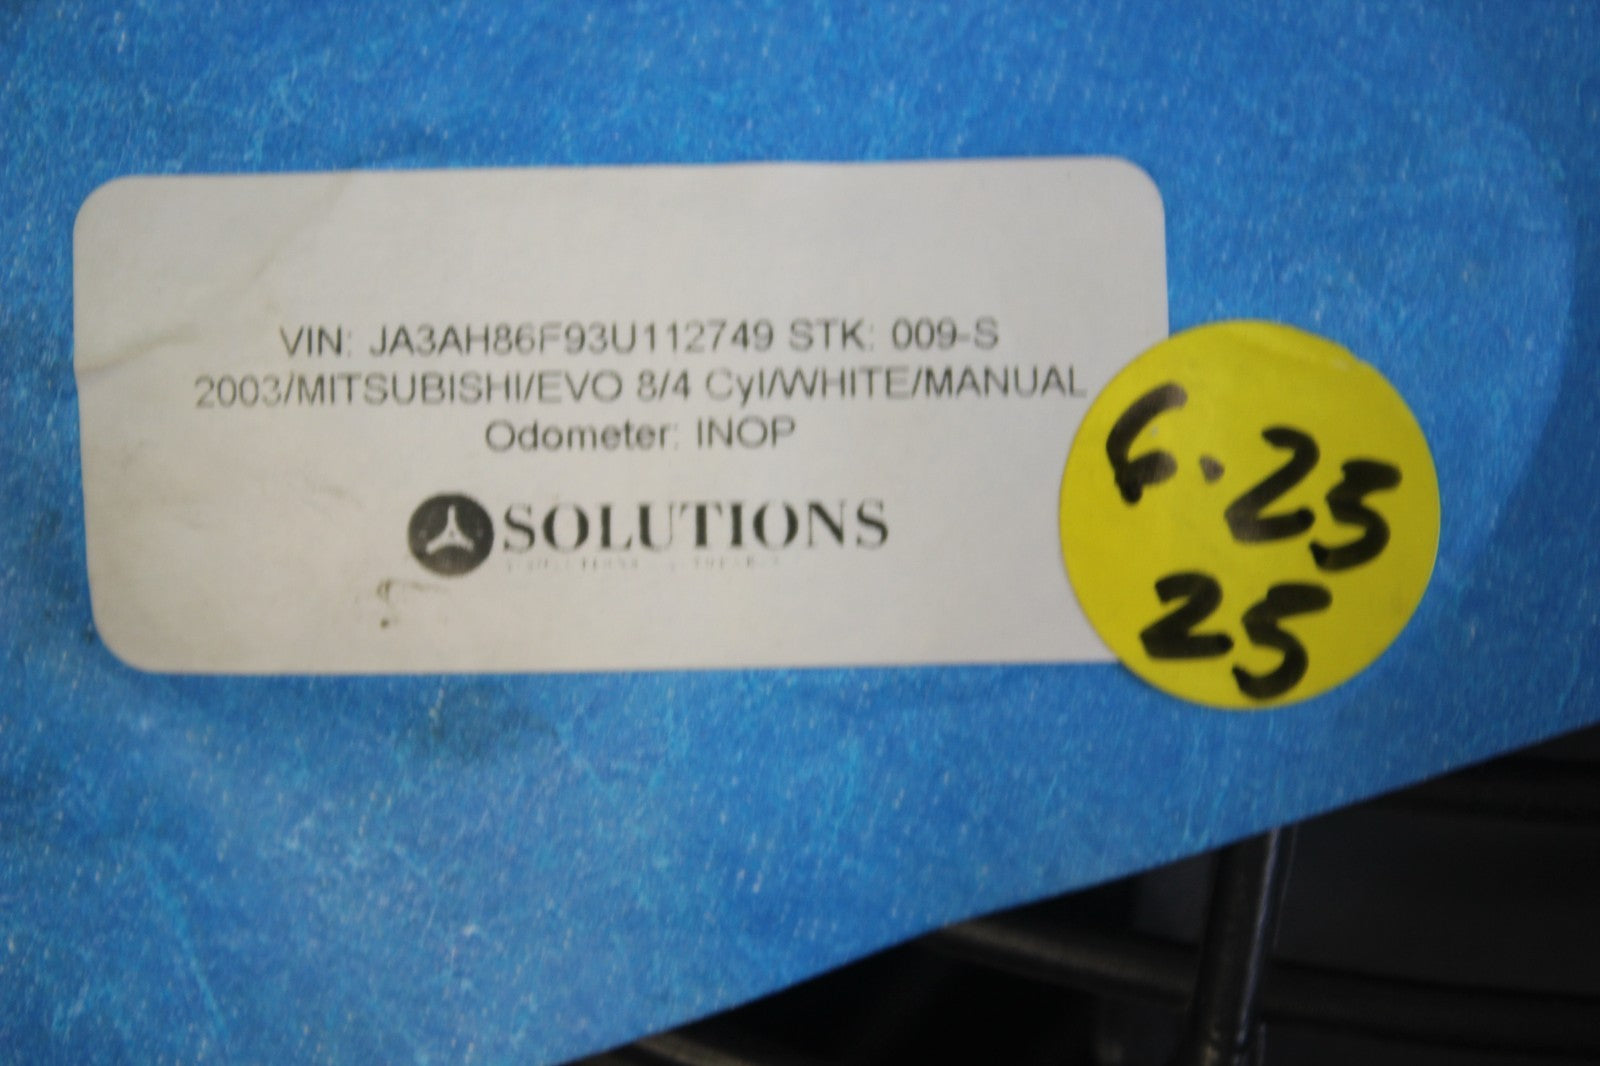 VIN: JA3AH86F93U112749 STK: 009-S
2003/MITSUBISHI/EVO 8/4 Cyl/WHITE/MANUAL
Odometer: INOP
SOLUTIONS
6.25
25